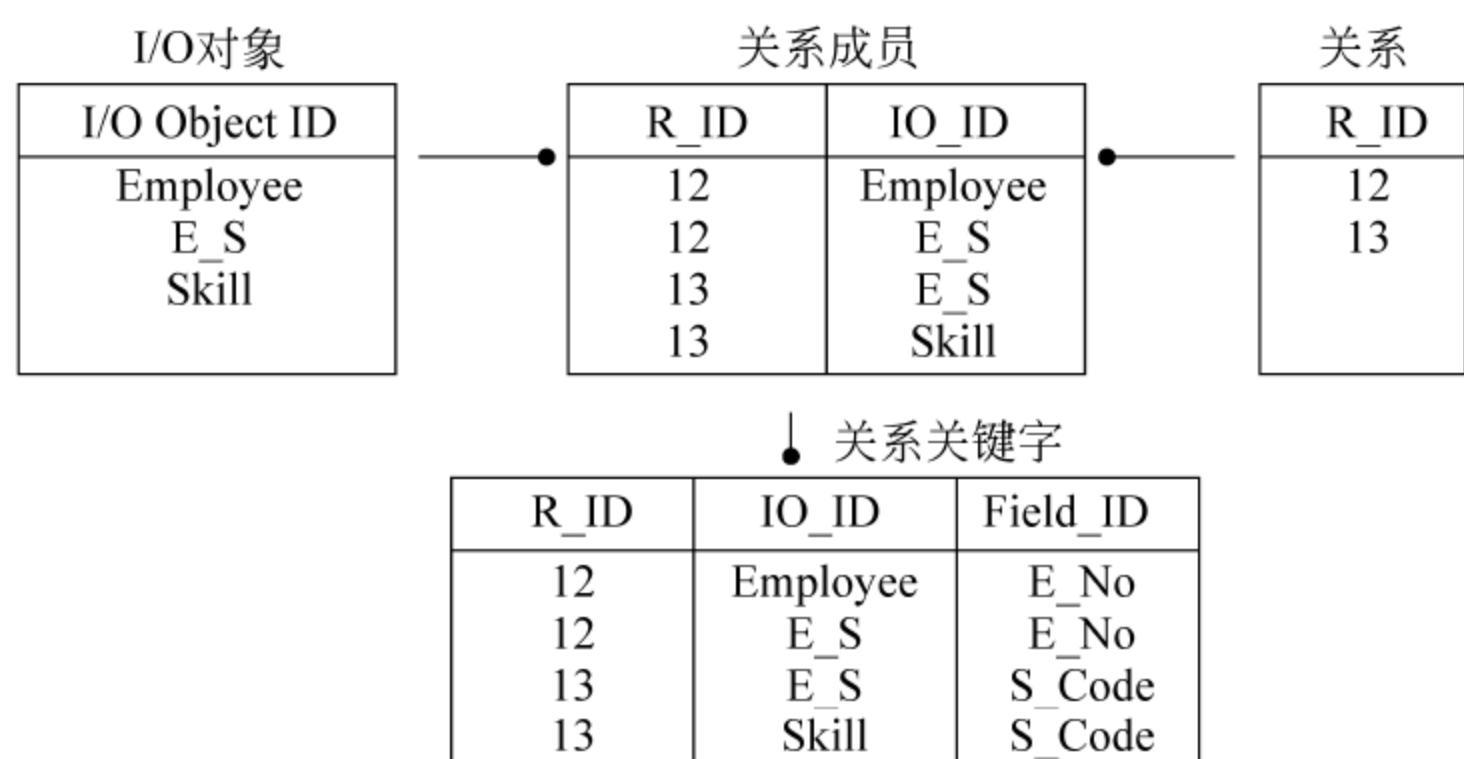 I/O对象 关系成员 关系
I/O Object ID R_ID IO_ID R_ID
Employee 12 Employee 12
E_S 12 E_S 13
Skill 13 E_S
13 Skill
关系关键字
R_ID IO_ID Field_ID
12 Employee E_No
12 E_S E_No
13 E_S S_Code
13 Skill S_Code